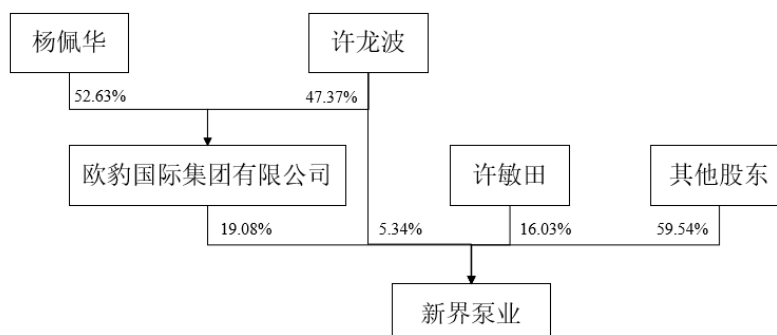 杨佩华
许龙波
52.63%
47.37%
欧豹国际集团有限公司
许敏田
其他股东
19.08%
5.34%
16.03%
59.54%
新界泵业